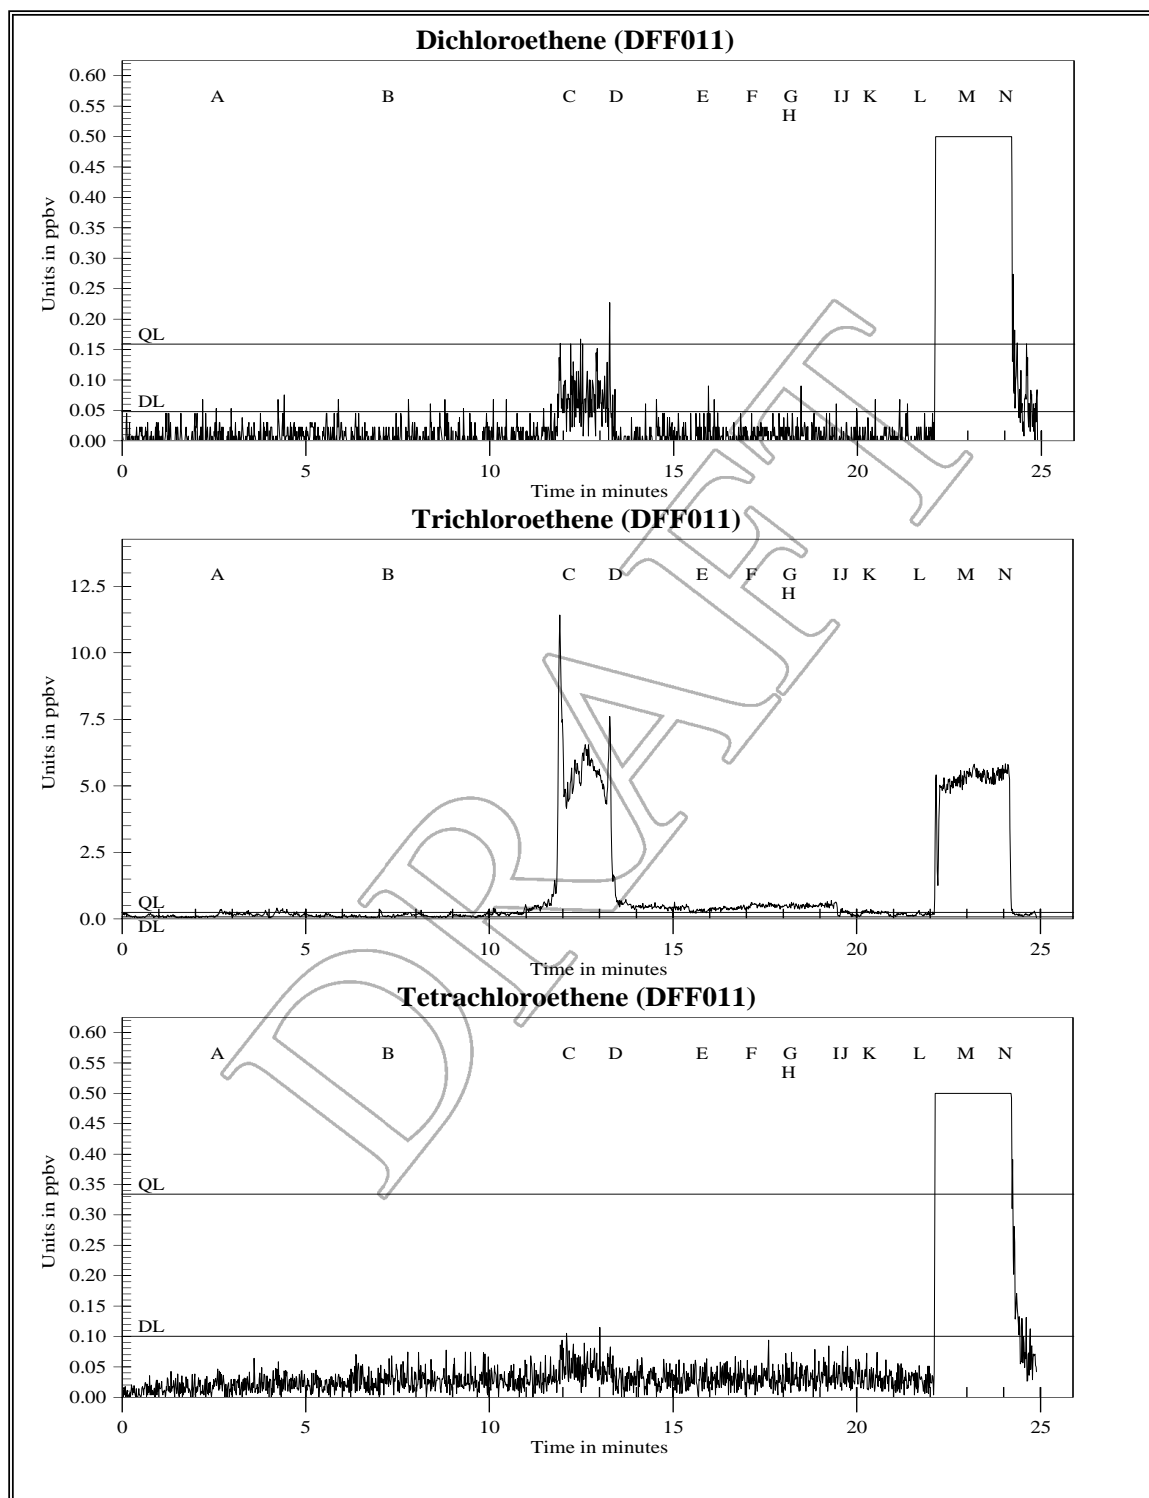 Dichloroethene (DFF011)
0.60
A B C D E F G IJ K L M N
0.55
H
0.50
0.45
0.40
0.35
Units in ppbv
0.30
0.25
0.20
QL
0.15
0.10
DL
0.05
0.00
0 5 10 15 20 25
Time in minutes
Trichloroethene (DFF011)
A B C D E F G IJ K L M N
12.5
H
10.0
7.5
Units in ppbv
5.0
2.5
QL
0.0
DL
0 5 10 15 20 25
Time in minutes
Tetrachloroethene (DFF011)
0.60
A B C D E F G IJ K L M N
0.55
H
0.50
0.45
0.40
0.35
QL
Units in ppbv
0.30
0.25
0.20
0.15
DL
0.10
0.05
0.00
0 5 10 15 20 25
Time in minutes
DRAFT